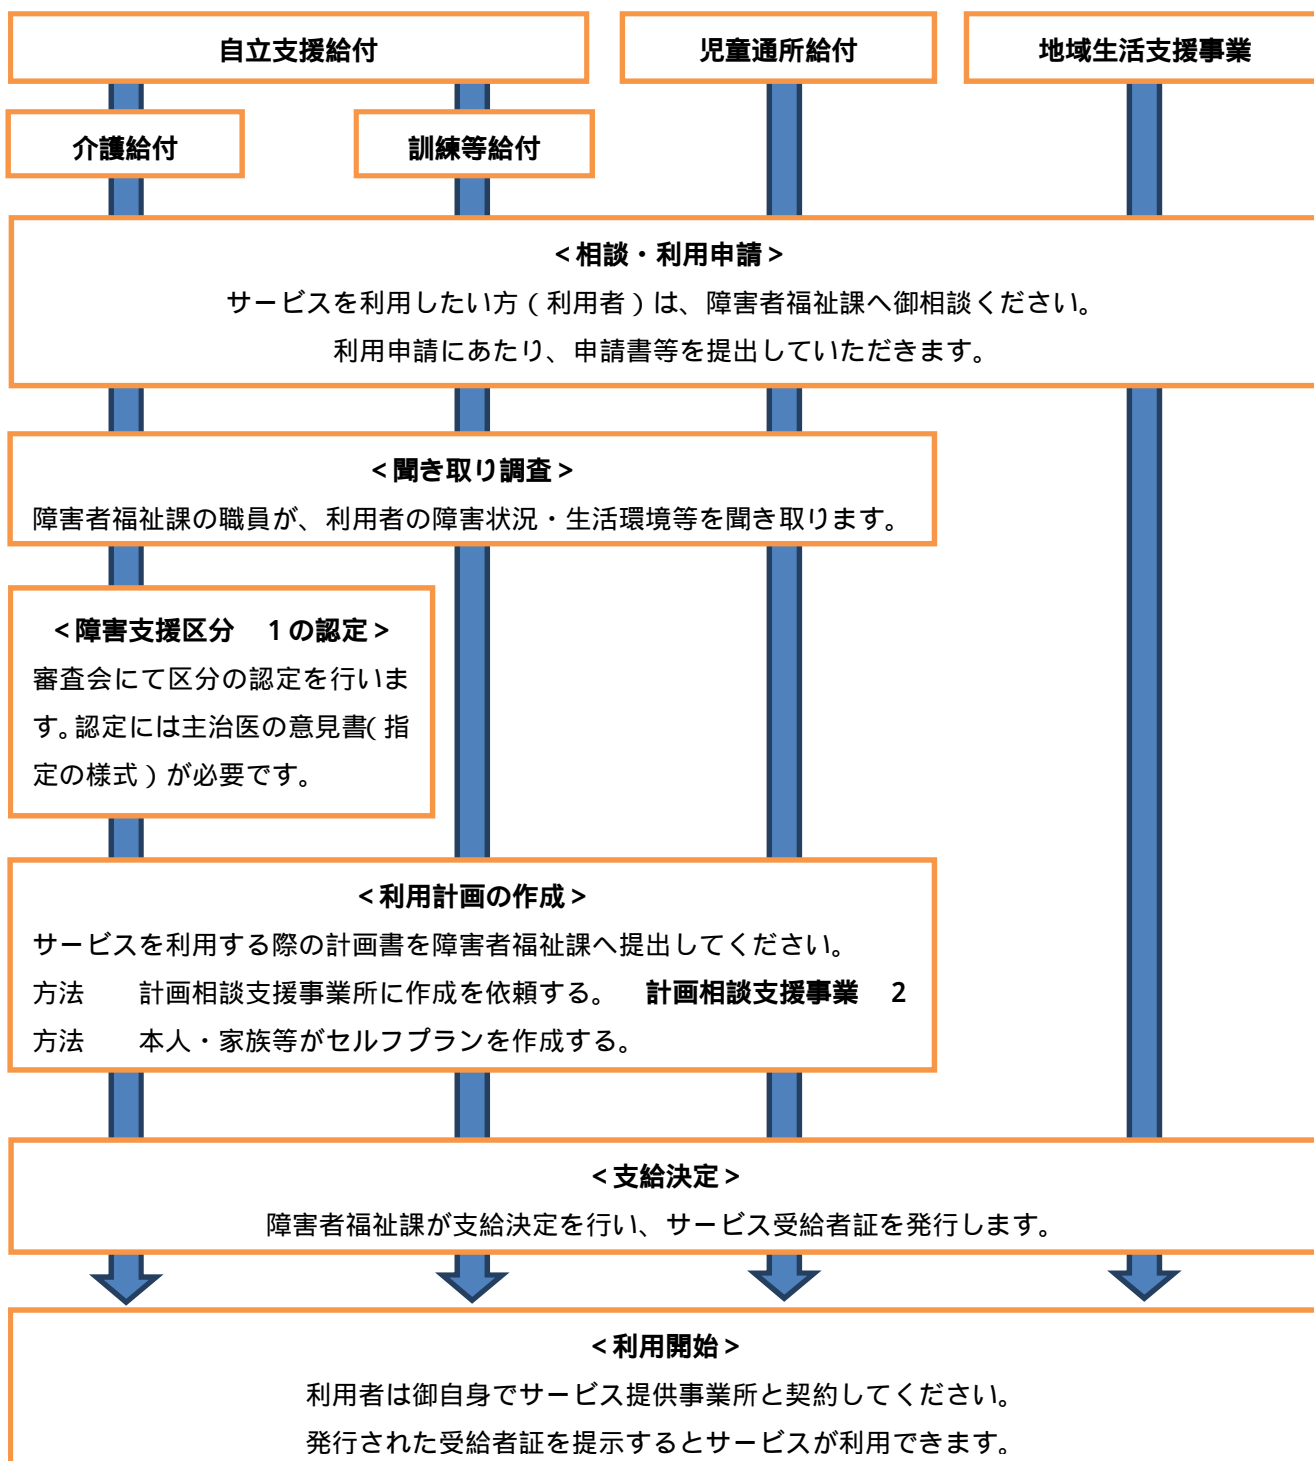 自立支援給付
児童通所給付
地域生活支援事業
介護給付
訓練等給付
＜相談・利用申請＞
サービスを利用したい方（利用者）は、障害者福祉課へ御相談ください。
利用申請にあたり、申請書等を提出していただきます。
＜聞き取り調査＞
障害者福祉課の職員が、利用者の障害状況・生活環境等を聞き取ります。
＜障害支援区分　1の認定＞
審査会にて区分の認定を行いま
す。認定には主治医の意見書（指
定の様式）が必要です。
＜利用計画の作成＞
サービスを利用する際の計画書を障害者福祉課へ提出してください。
方法　　計画相談支援事業所に作成を依頼する。　計画相談支援事業　2
方法　　本人・家族等がセルフプランを作成する。
＜支給決定＞
障害者福祉課が支給決定を行い、サービス受給者証を発行します。
＜利用開始＞
利用者は御自身でサービス提供事業所と契約してください。
発行された受給者証を提示するとサービスが利用できます。